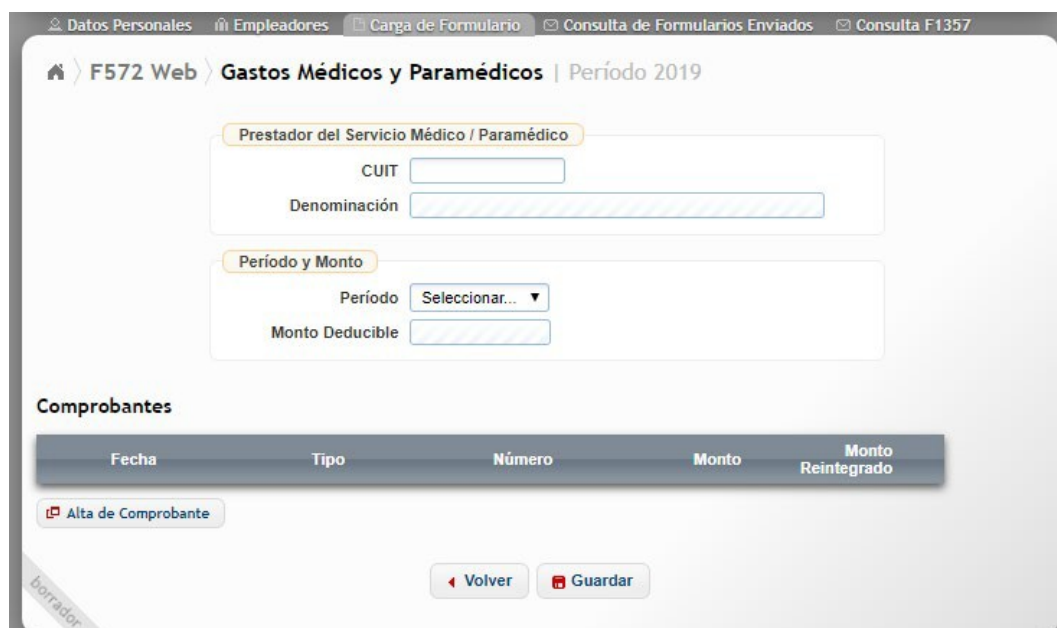 Datos Personales Empleadores Carga de Formulario Consulta de Formularios Enviados Consulta F1357
F572 Web Gastos Médicos y Paramédicos | Período 2019
Prestador del Servicio Médico / Paramédico
CUIT
Denominación
Período y Monto
Período Seleccionar...
Monto Deducible
Comprobantes
Fecha Tipo Número Monto Monto Reintegrado
Alta de Comprobante
Volver Guardar
borrador